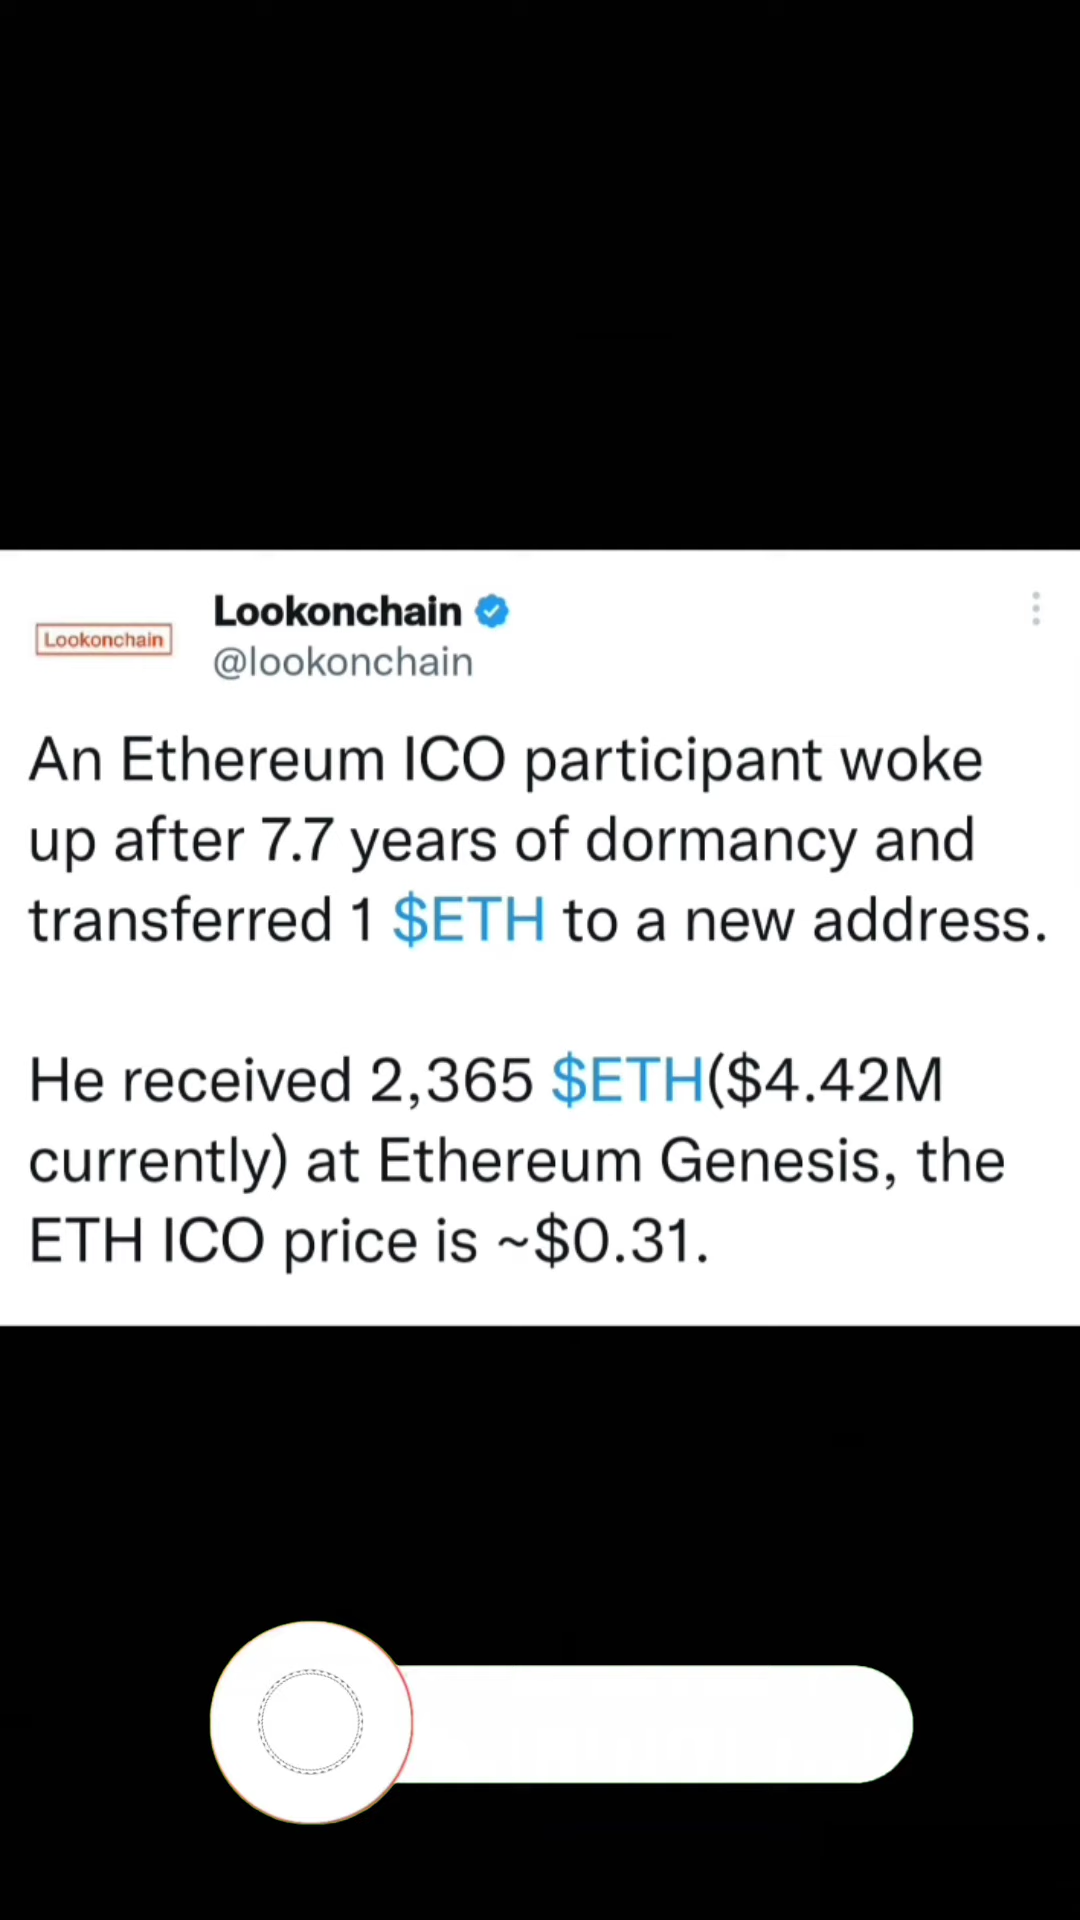 Lookonchain
Lookonchain
@lookonchain
An Ethereum ICO participant woke
up after 7.7 years of dormancy and
transferred 1 $ETH to a new address.
He received 2,365 $ETH($4.42M
currently) at Ethereum Genesis, the
ETH ICO price is ~$0.31.